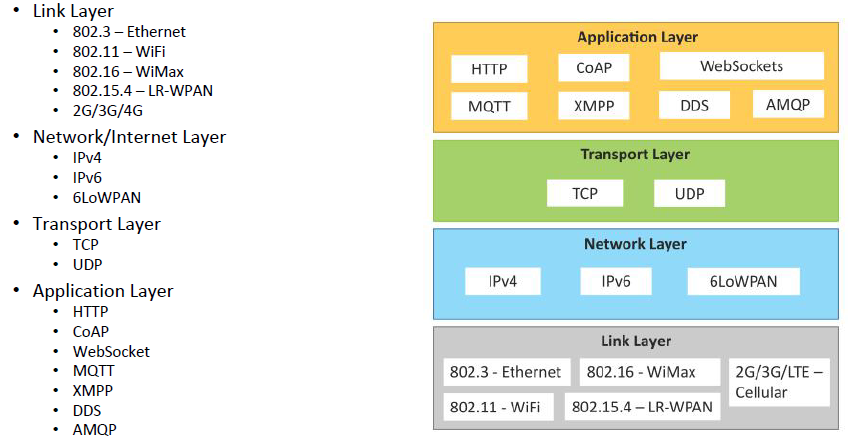 • Link Layer
• 802.3 – Ethernet
• 802.11 – WiFi
• 802.16 – WiMax
• 802.15.4 – LR-WPAN
• 2G/3G/4G
• Network/Internet Layer
• IPv4
• IPv6
• 6LoWPAN
• Transport Layer
• TCP
• UDP
• Application Layer
• HTTP
• CoAP
• WebSocket
• MQTT
• XMPP
• DDS
• AMQP
Application Layer
HTTP CoAP WebSockets
MQTT XMPP DDS AMQP
Transport Layer
TCP UDP
Network Layer
IPv4 IPv6 6LoWPAN
Link Layer
802.3 - Ethernet 802.16 - WiMax 2G/3G/LTE –
Cellular
802.11 - WiFi 802.15.4 – LR-WPAN